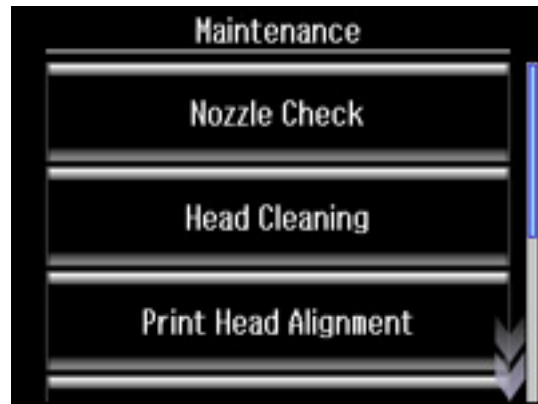 Maintenance
Nozzle Check
Head Cleaning
Print Head Alignment